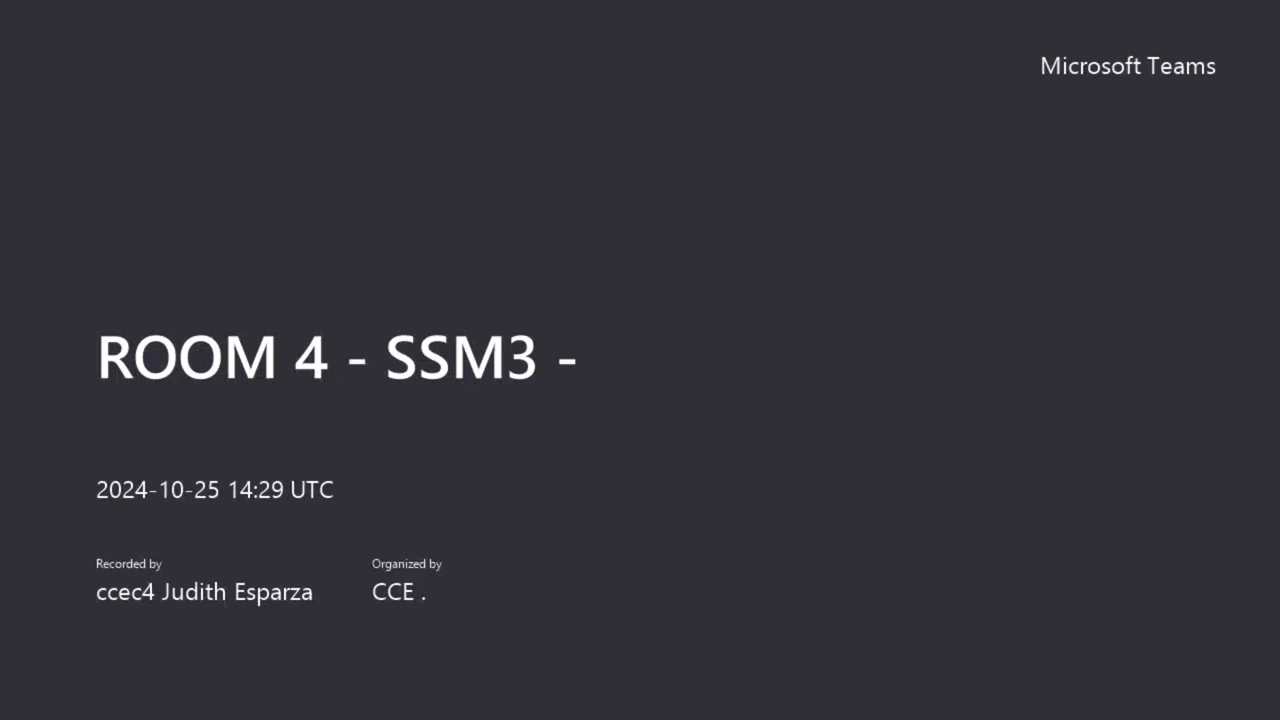 Microsoft Teams
ROOM 4 - SSM3 -
2024-10-25 14:29 UTC
Recorded by
ccec4 Judith Esparza
Organized by
CCE .